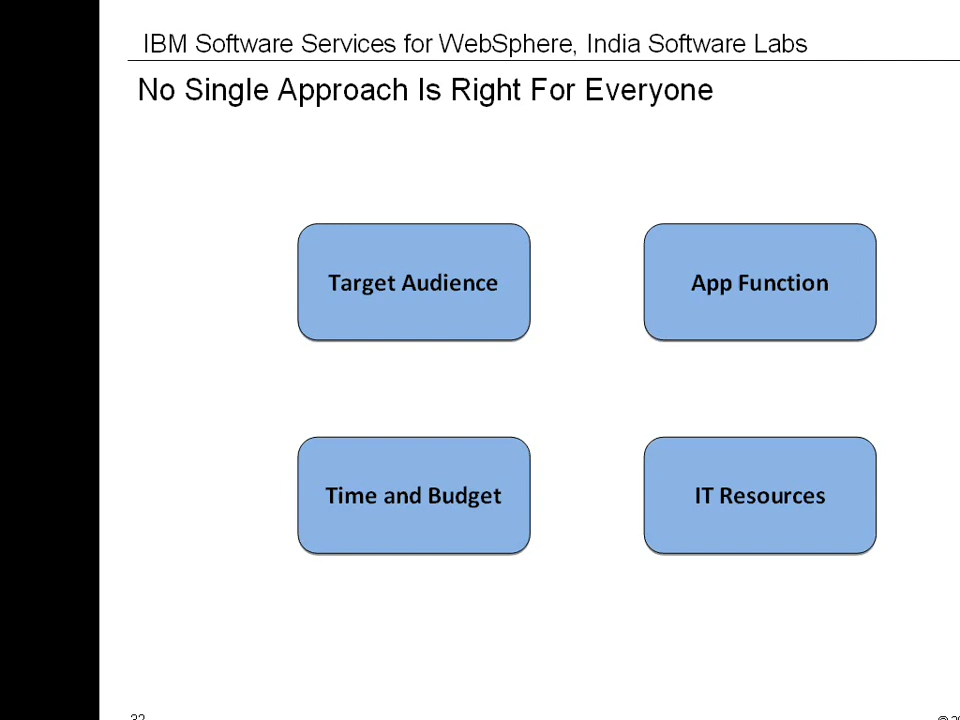 IBM Software Services for WebSphere, India Software Labs
No Single Approach Is Right For Everyone
Target Audience
App Function
Time and Budget
IT Resources
32